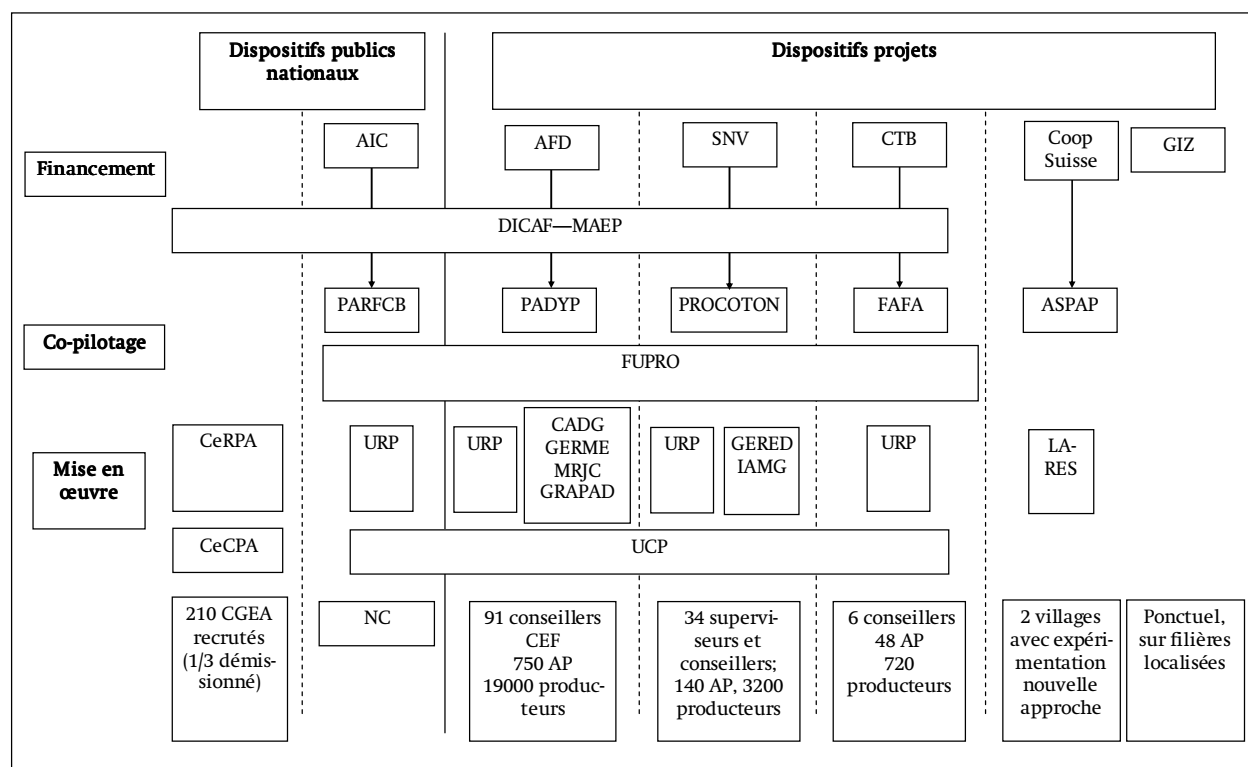 Dispositifs publics
nationaux
Dispositifs projets
Financement
AIC
AFD
SNV
CTB
Coop
Suisse
GIZ
DICAF—MAEP
PARFCB
PADYP
PROCOTON
FAFA
ASPAP
Co-pilotage
FUPRO
Mise en
œuvre
CeRPA
URP
URP
CADG
GERME
MRJC
GRAPAD
URP
GERED
IAMG
URP
LA-
RES
CeCPA
UCP
210 CGEA
recrutés
(1/3 démis-
sionné)
NC
91 conseillers
CEF
750 AP
19000 produc-
teurs
34 supervi-
seurs et
conseillers;
140 AP, 3200
producteurs
6 conseillers
48 AP
720
producteurs
2 villages
avec expéri-
mentation
nouvelle
approche
Ponctuel,
sur filières
localisées